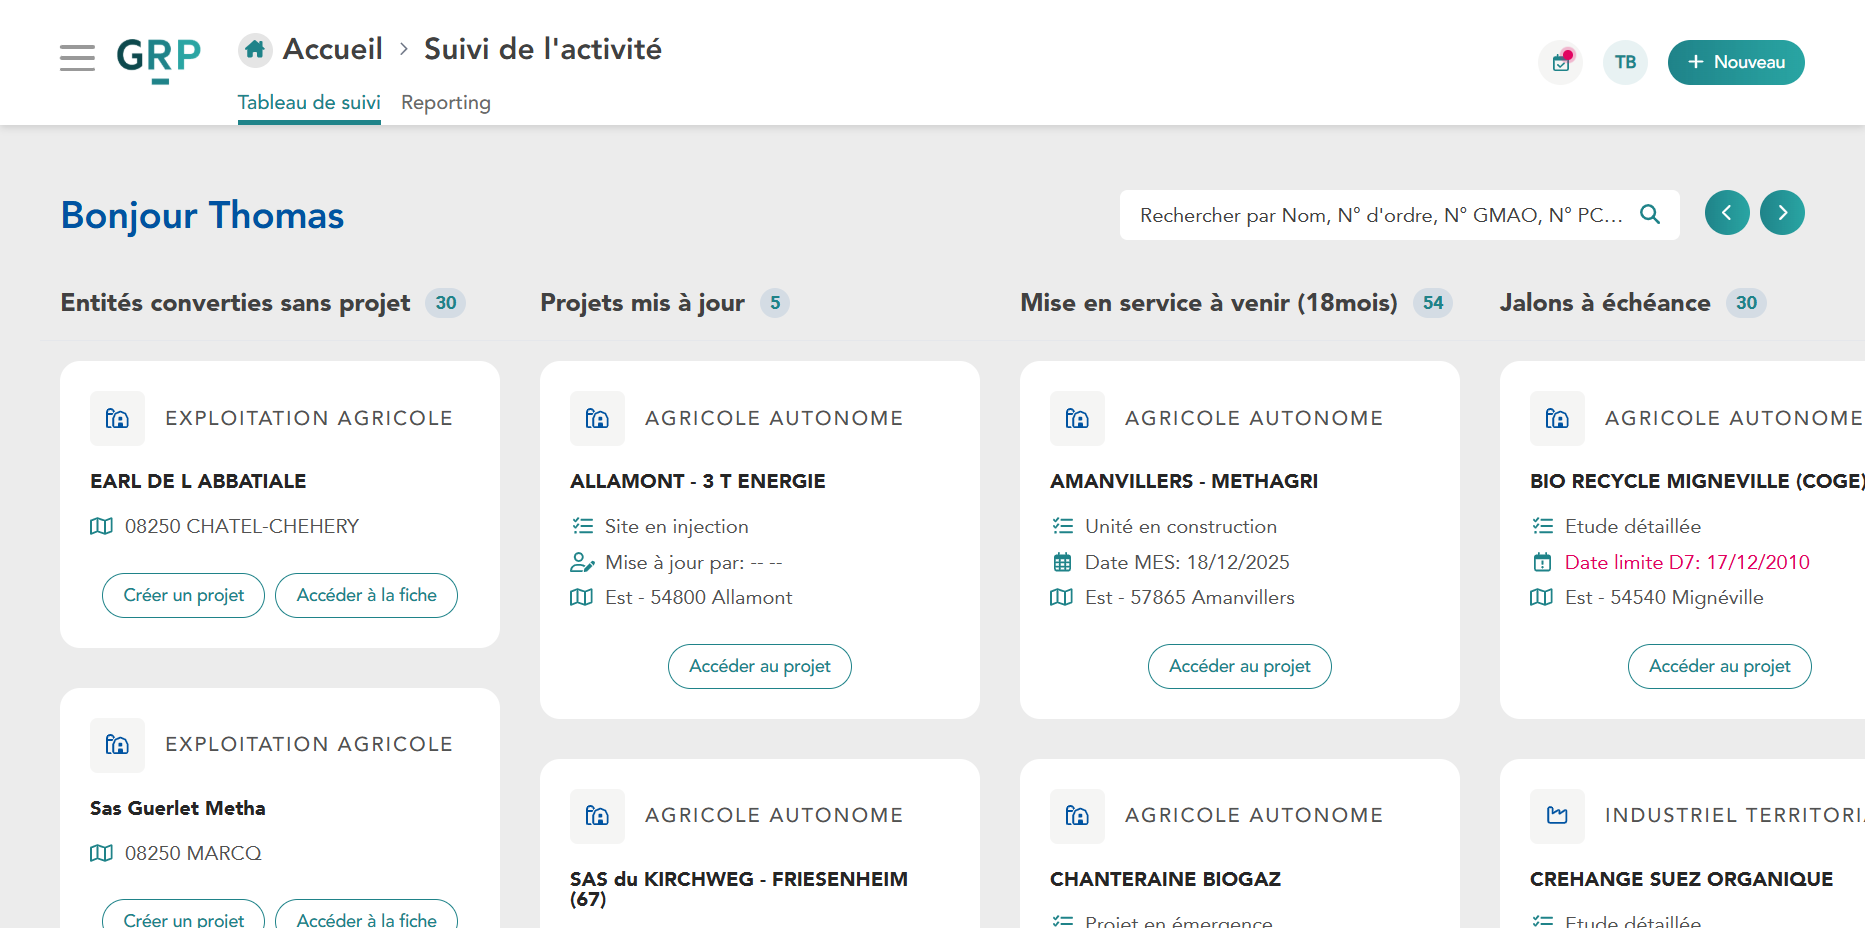 GRP
Accueil > Suivi de l'activité
Tableau de suivi Reporting
TB
+ Nouveau
Bonjour Thomas
Rechercher par Nom, N° d'ordre, N° GMAO, N° PC...
Entités converties sans projet 30
EXPLOITATION AGRICOLE
EARL DE L ABBATIALE
08250 CHATEL-CHEHERY
Créer un projet Accéder à la fiche
EXPLOITATION AGRICOLE
Sas Guerlet Metha
08250 MARCQ
Créer un projet Accéder à la fiche
Projets mis à jour 5
AGRICOLE AUTONOME
ALLAMONT - 3 T ENERGIE
Site en injection
Mise à jour par: -- --
Est - 54800 Allamont
Accéder au projet
AGRICOLE AUTONOME
SAS du KIRCHWEG - FRIESENHEIM
(67)
Mise en service à venir (18mois) 54
AGRICOLE AUTONOME
AMANVILLERS - METHAGRI
Unité en construction
Date MES: 18/12/2025
Est - 57865 Amanvillers
Accéder au projet
AGRICOLE AUTONOME
CHANTERAINE BIOGAZ
Projet en émergence
Jalons à échéance 30
AGRICOLE AUTONOME
BIO RECYCLE MIGNEVILLE (COGE)
Etude détaillée
Date limite D7: 17/12/2010
Est - 54540 Mignéville
Accéder au projet
INDUSTRIEL TERRITORIA
CREHANGE SUEZ ORGANIQUE
Etude détaillée